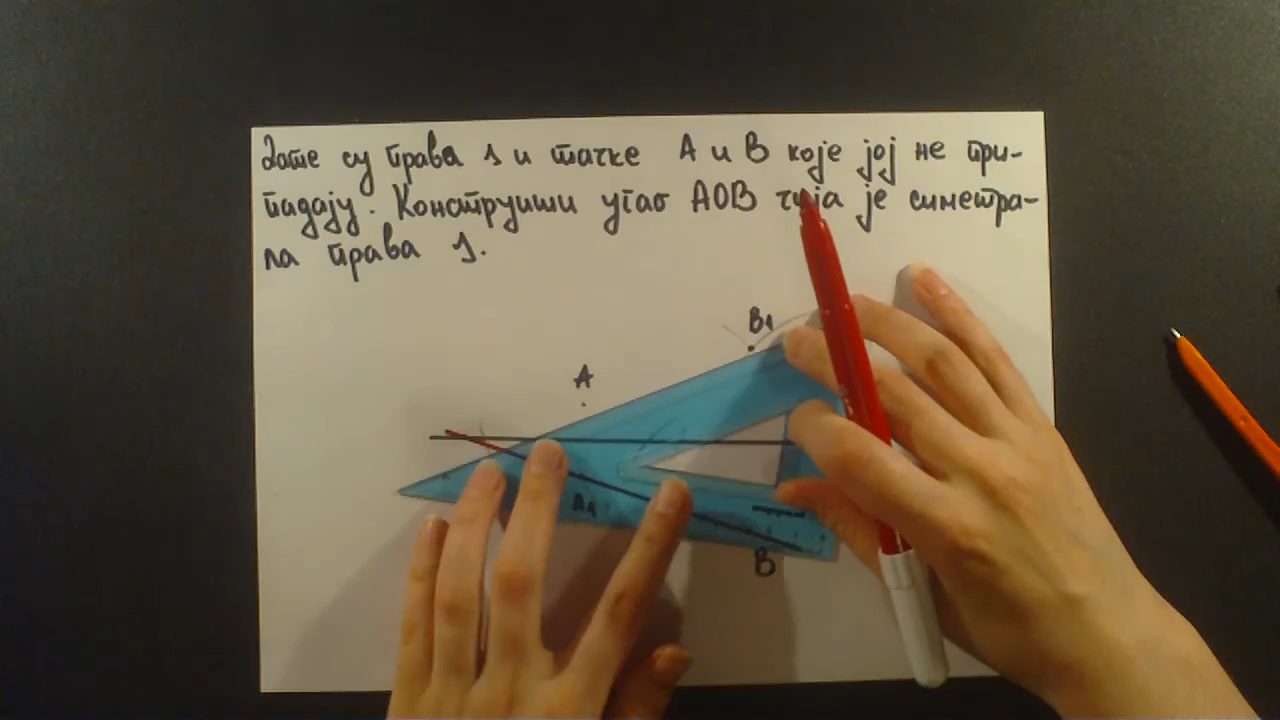 Дате су права s и тачке A и B које јој не при-
падају. Конструиши угао AOB чија је симетра-
ла права s.
B1
A
A1
B